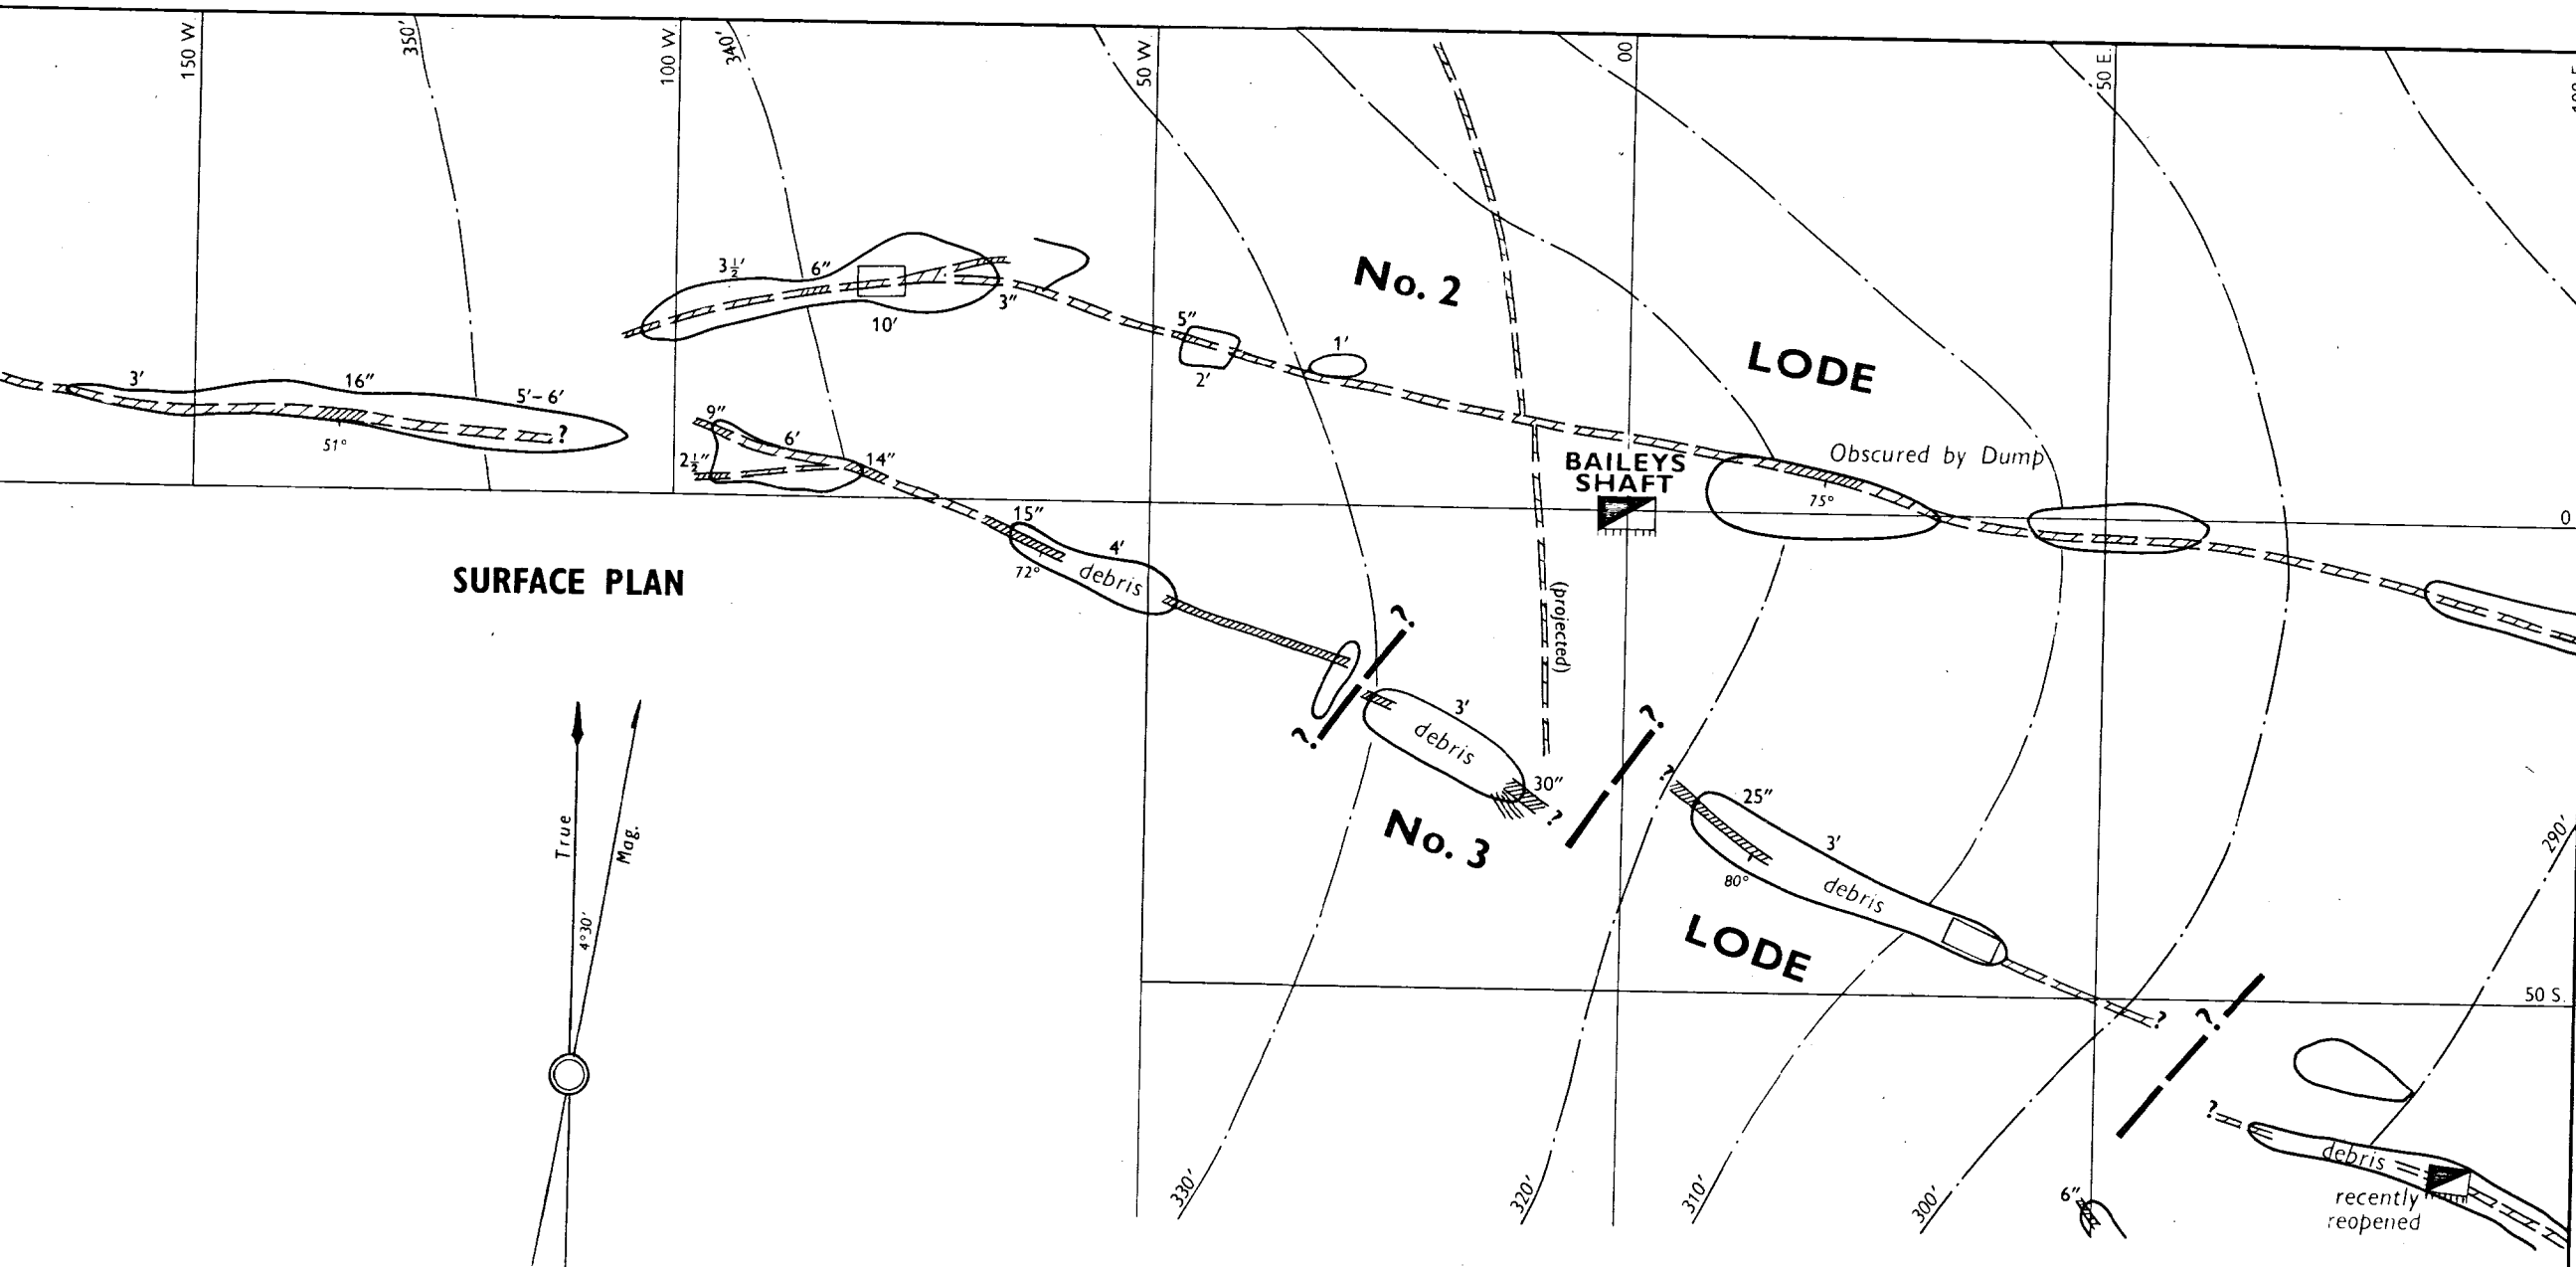 150 W.
350'
100 W.
340'
50 W.
00
50 E.
No. 2
LODE
3½'
6"
10'
3"
5"
2'
1'
3'
16"
5'–6'
?
51°
9"
6'
2½"
14"
Obscured by Dump
BAILEYS
SHAFT
75°
0
15"
4'
72°
debris
SURFACE PLAN
(projected)
?
?
3'
debris
30"
?
?
?
25"
3'
debris
80°
No. 3
LODE
True
Mag.
4°30'
290'
50 S.
?
?
?
debris
recently
reopened
6"
330'
320'
310'
300'